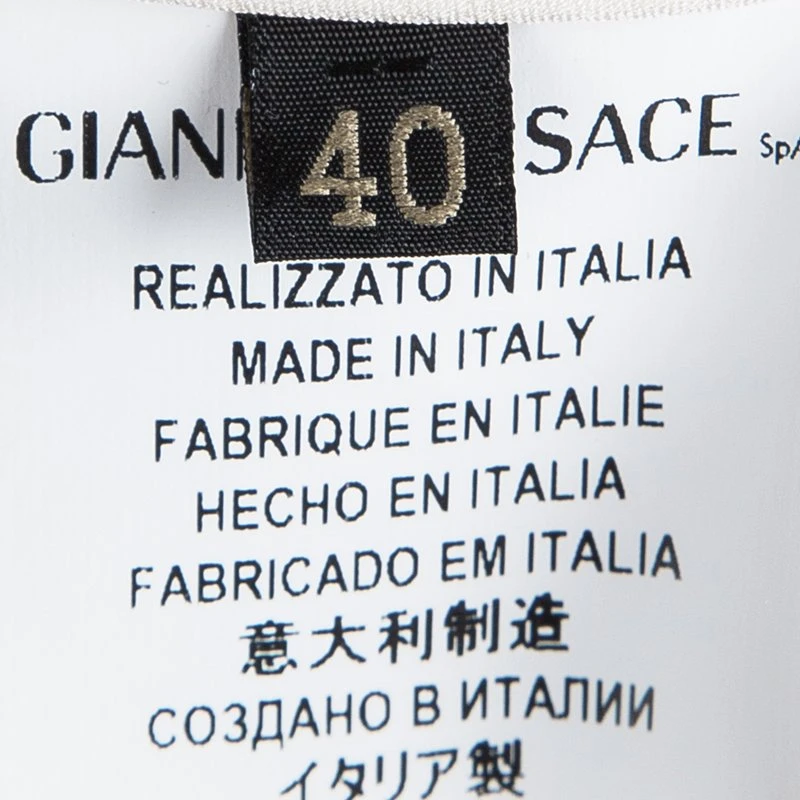 GIAN 40 SACE SpA
REALIZZATO IN ITALIA
MADE IN ITALY
FABRIQUE EN ITALIE
HECHO EN ITALIA
FABRICADO EM ITALIA
意大利制造
СОЗДАНО В ИТАЛИИ
イタリア製